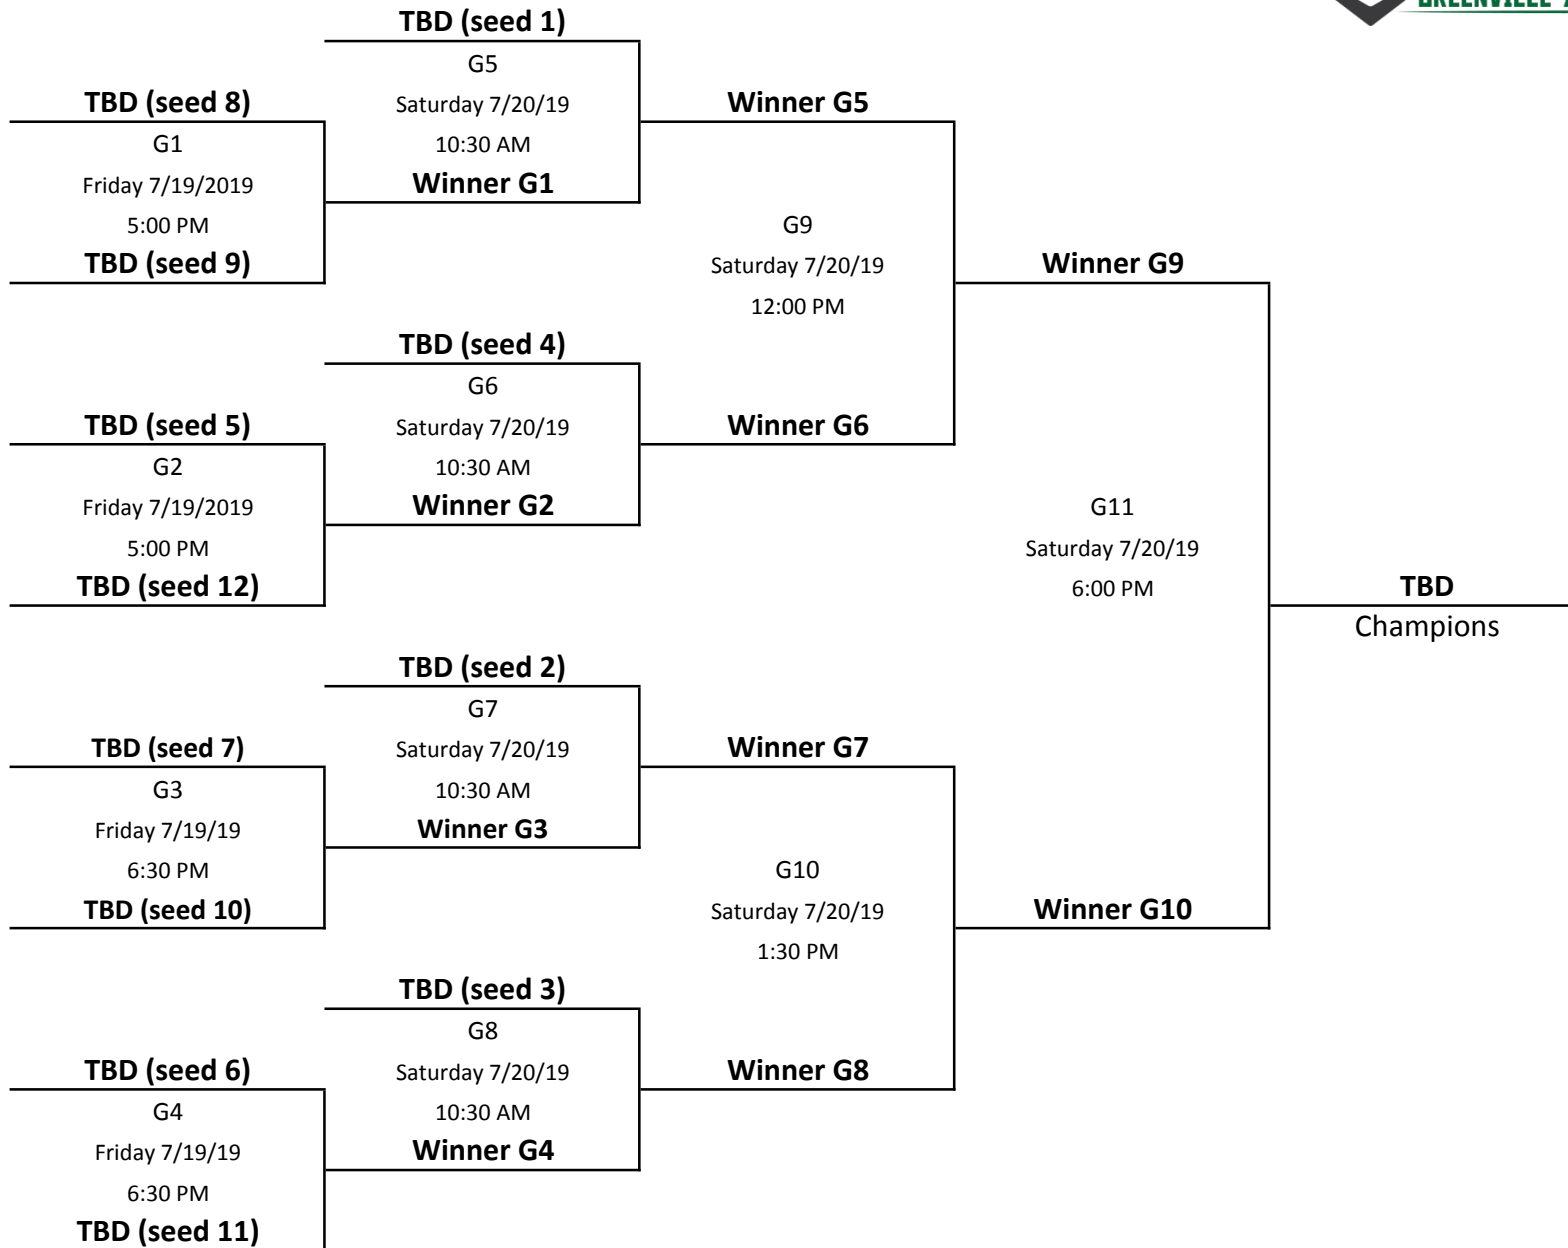 TBD (seed 1)
G5
Saturday 7/20/19
10:30 AM
Winner G1
TBD (seed 8)
G1
Friday 7/19/2019
5:00 PM
TBD (seed 9)
Winner G5
G9
Saturday 7/20/19
12:00 PM
Winner G6
TBD (seed 4)
G6
Saturday 7/20/19
10:30 AM
Winner G2
TBD (seed 5)
G2
Friday 7/19/2019
5:00 PM
TBD (seed 12)
Winner G9
G11
Saturday 7/20/19
6:00 PM
Winner G10
TBD
Champions
TBD (seed 2)
G7
Saturday 7/20/19
10:30 AM
Winner G3
TBD (seed 7)
G3
Friday 7/19/19
6:30 PM
TBD (seed 10)
Winner G7
G10
Saturday 7/20/19
1:30 PM
Winner G8
TBD (seed 3)
G8
Saturday 7/20/19
10:30 AM
Winner G4
TBD (seed 6)
G4
Friday 7/19/19
6:30 PM
TBD (seed 11)
GREENVILLE